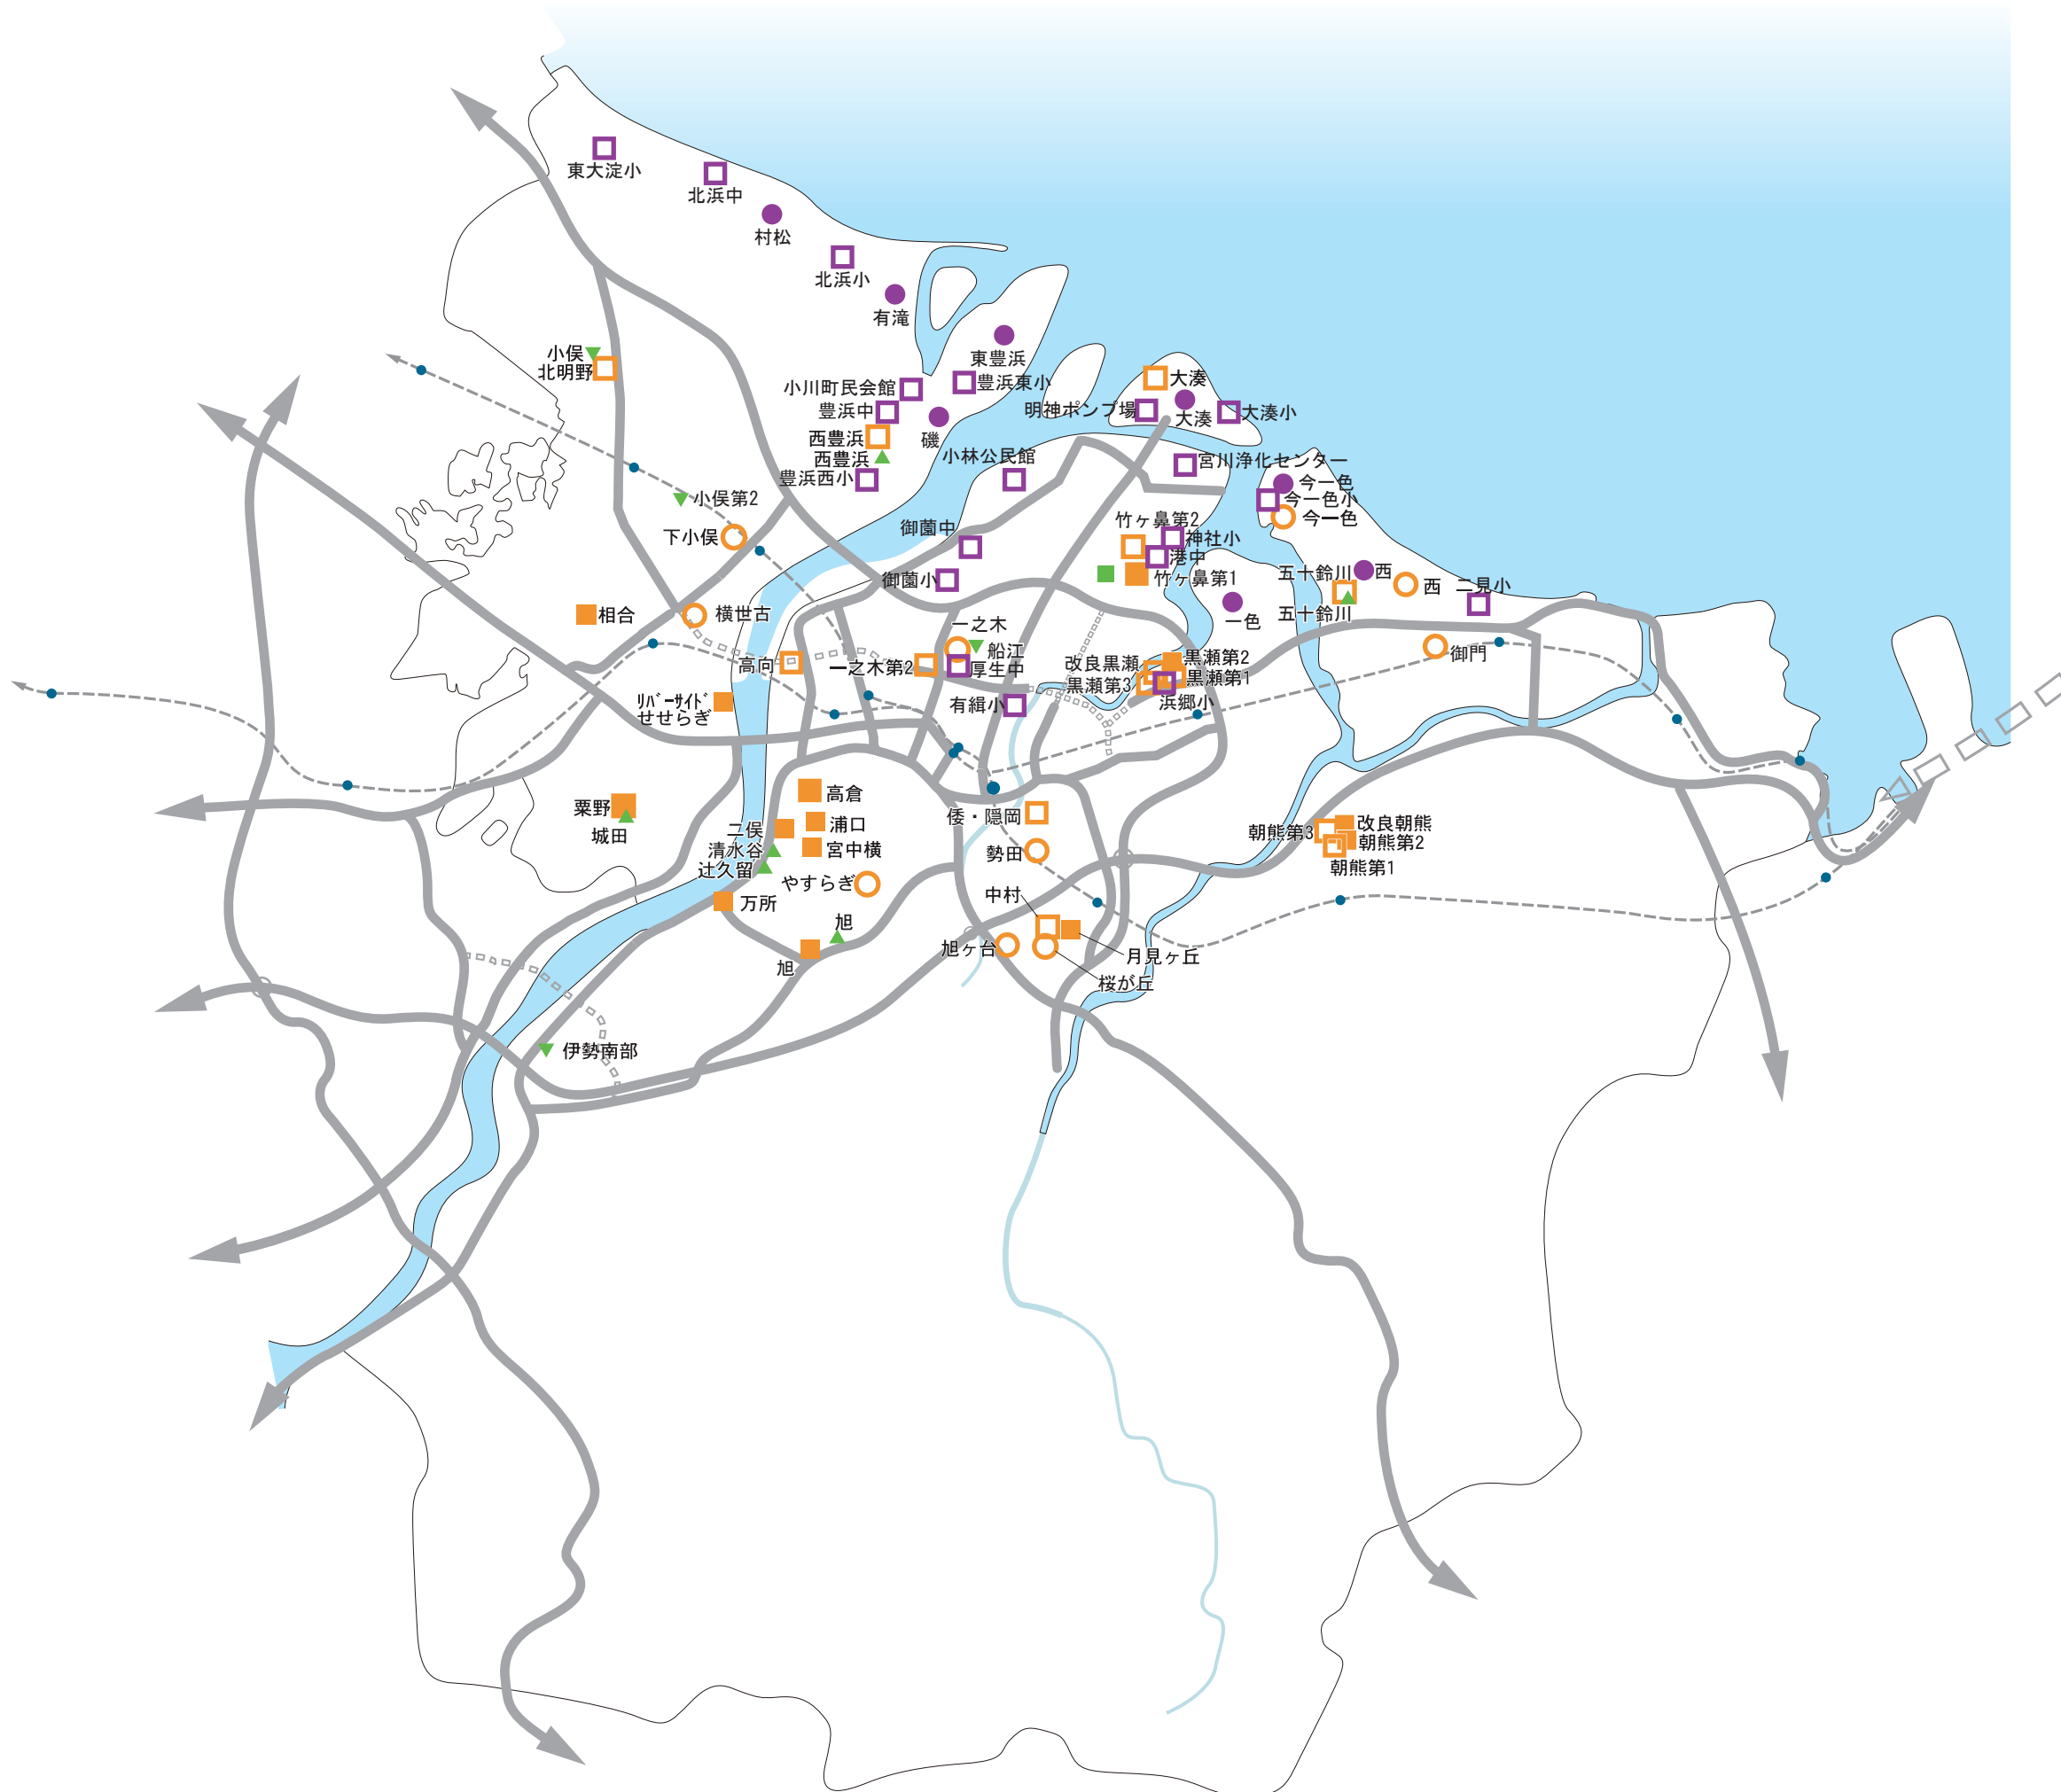 東大淀小
北浜中
村松
北浜小
有滝
東豊浜
小俣
北明野
小川町民会館
豊浜東小
豊浜中
磯
西豊浜
西豊浜
豊浜西小
大湊
明神ポンプ場
大湊
大湊小
小林公民館
宮川浄化センター
今一色
今一色小
今一色
小俣第2
下小俣
御薗中
竹ヶ鼻第2
神社小
港中
竹ヶ鼻第1
御薗小
五十鈴川
西
西
二見小
五十鈴川
一色
相合
横世古
一之木
船江
厚生中
一之木第2
高向
改良黒瀬
黒瀬第2
黒瀬第1
黒瀬第3
浜郷小
御門
ﾘﾊﾞｰｻｲﾄﾞ
せせらぎ
有緝小
高倉
粟野
城田
二俣
浦口
清水谷
宮中横
辻久留
やすらぎ
万所
倭・隠岡
勢田
朝熊第3
改良朝熊
朝熊第2
朝熊第1
中村
旭
旭
旭ヶ台
月見ヶ丘
桜が丘
伊勢南部